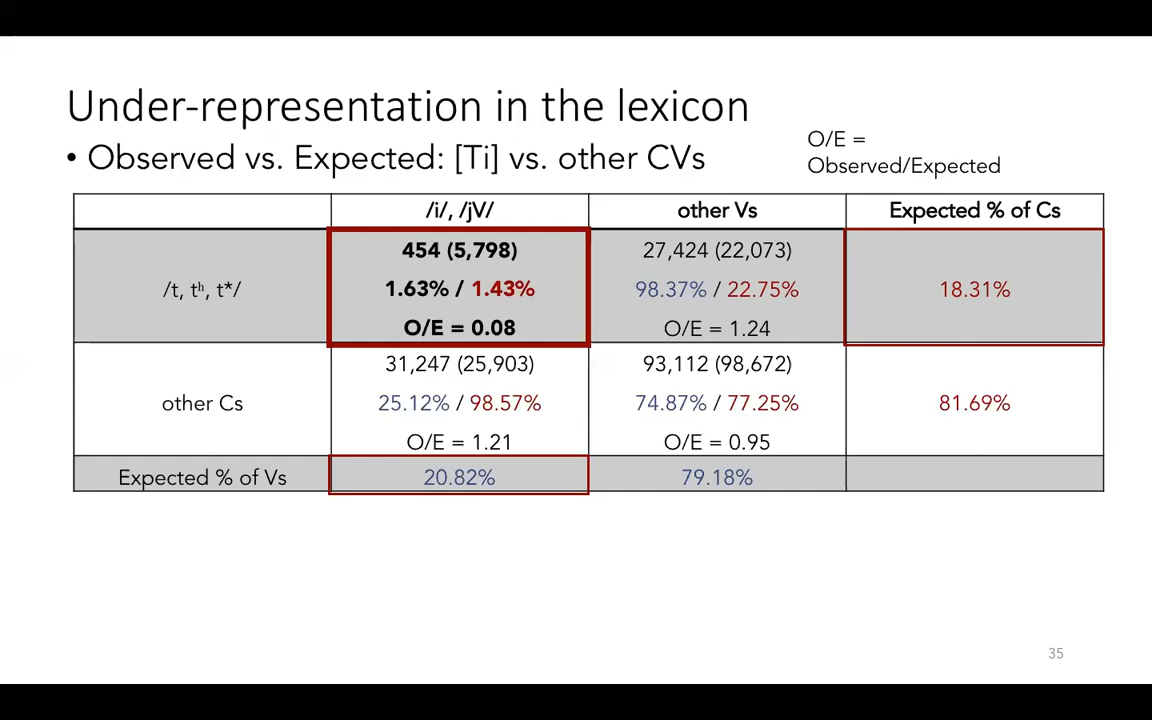 Under-representation in the lexicon
O/E =
Observed/Expected
• Observed vs. Expected: [Ti] vs. other CVs
/i/, /jV/ other Vs Expected % of Cs
/t, tʰ, t*/
454 (5,798)
1.63% / 1.43%
O/E = 0.08
27,424 (22,073)
98.37% / 22.75%
O/E = 1.24
18.31%
other Cs
31,247 (25,903)
25.12% / 98.57%
O/E = 1.21
93,112 (98,672)
74.87% / 77.25%
O/E = 0.95
81.69%
Expected % of Vs 20.82% 79.18%
35